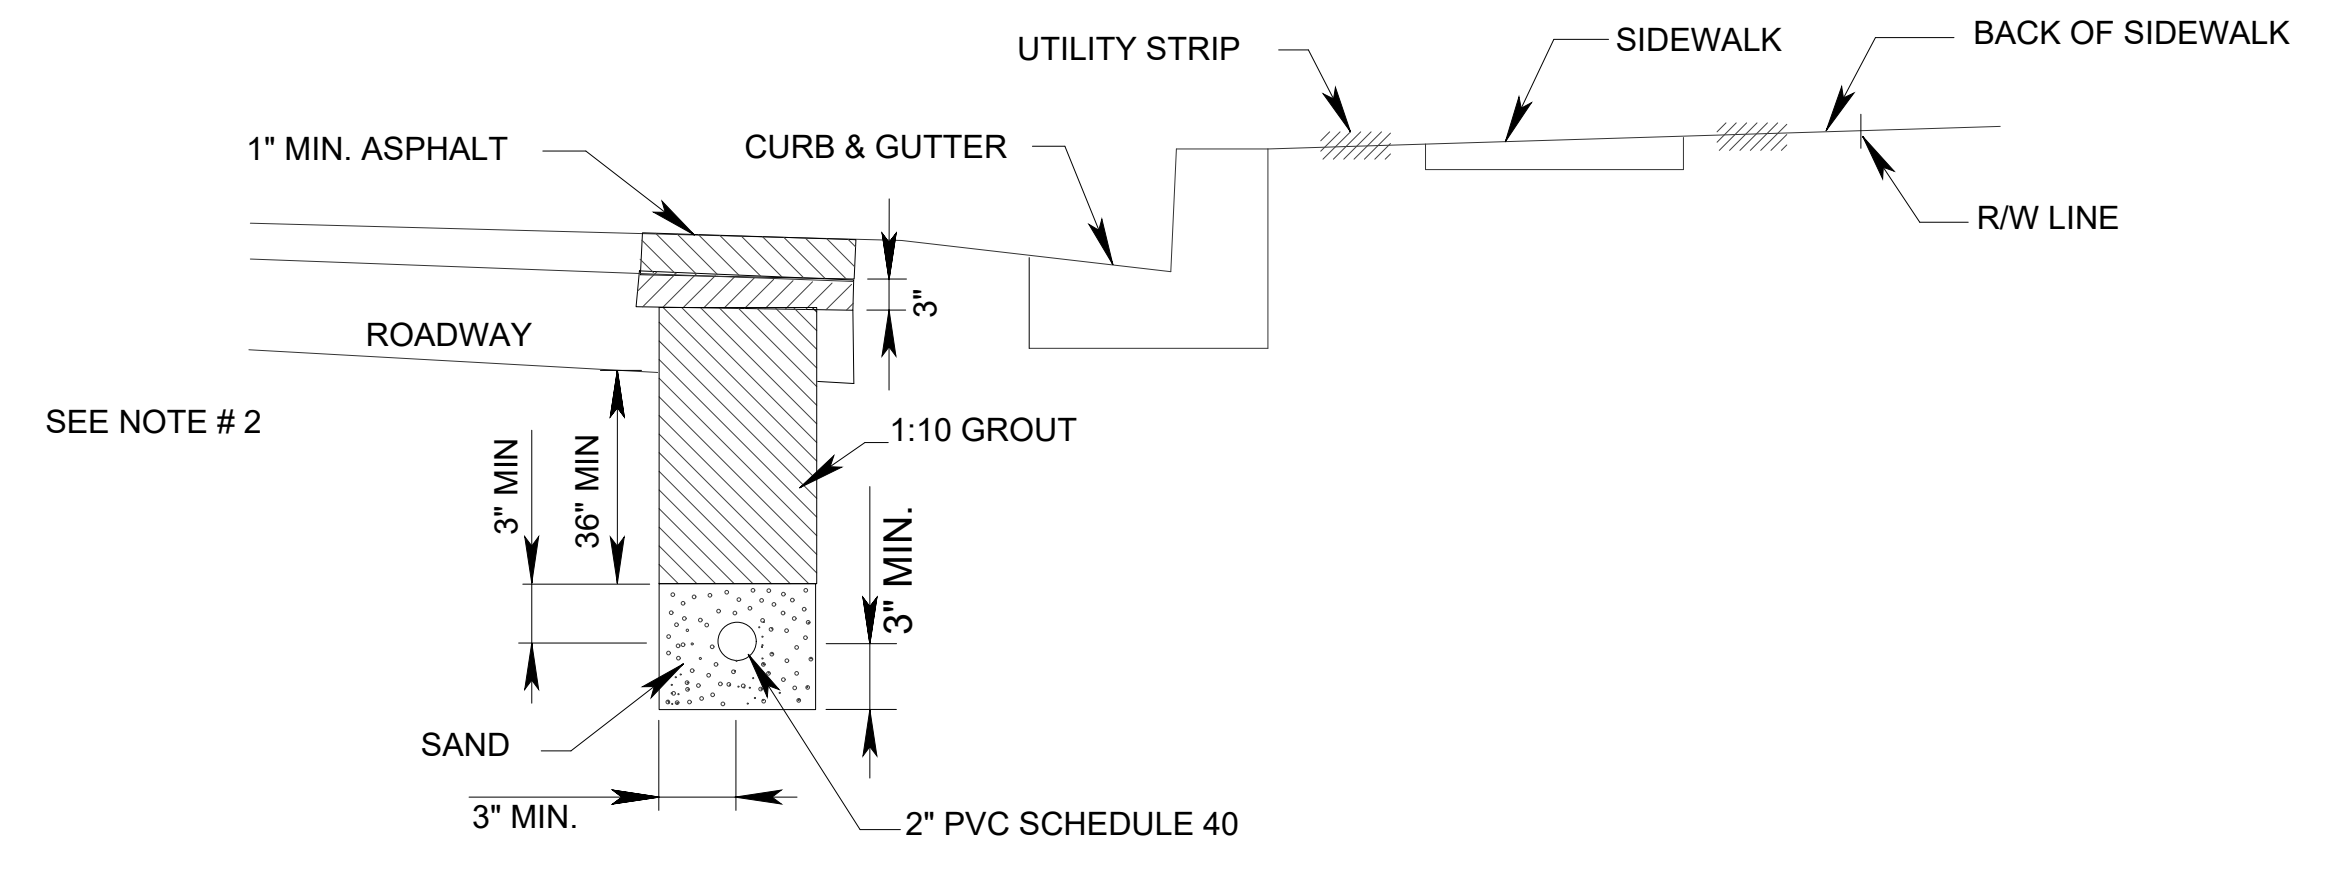 BACK OF SIDEWALK
SIDEWALK
UTILITY STRIP
1" MIN. ASPHALT
CURB & GUTTER
R/W LINE
3"
ROADWAY
SEE NOTE # 2
1:10 GROUT
3" MIN
36" MIN
3" MIN.
SAND
3" MIN.
2" PVC SCHEDULE 40